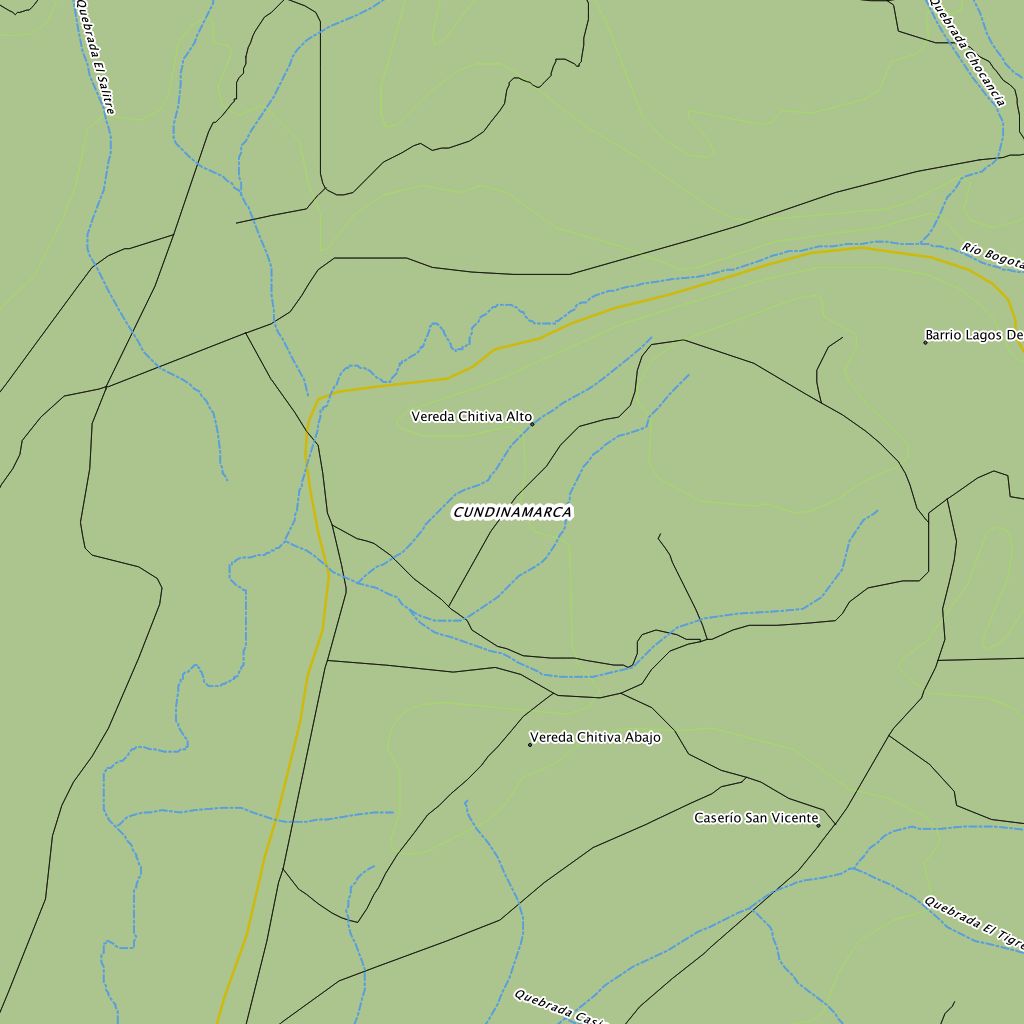 Quebrada El Salitre
Quebrada Chocancia
Río Bogotá
Barrio Lagos De
Vereda Chitiva Alto
CUNDINAMARCA
Vereda Chitiva Abajo
Caserío San Vicente
Quebrada El Tigre
Quebrada